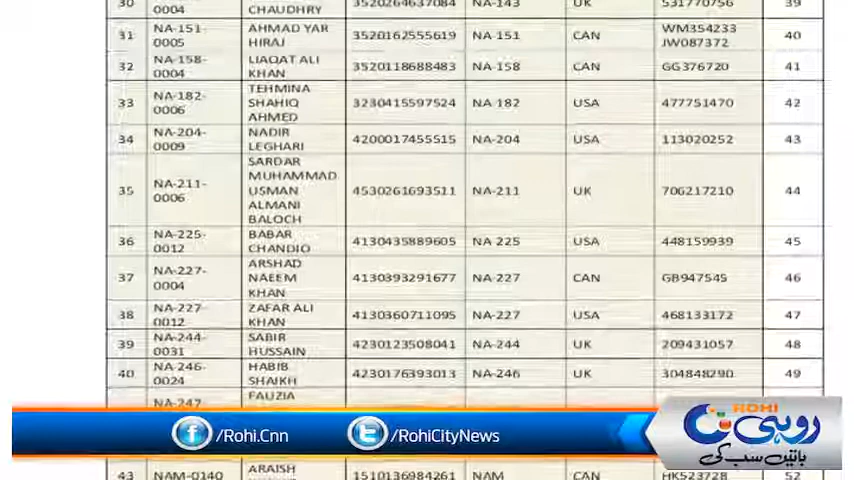 30 0004 CHAUDHRY 3520264637084 NA-143 UK 531770756 39
31 NA-151-0005 AHMAD YAR HIRAJ 3520162555619 NA-151 CAN WM354233 JW087372 40
32 NA-158-0004 LIAQAT ALI KHAN 3520118688483 NA-158 CAN GG376720 41
33 NA-182-0006 TEHMINA SHAHIQ AHMED 3230415597524 NA-182 USA 477751470 42
34 NA-204-0009 NADIR LEGHARI 4200017455515 NA-204 USA 113020252 43
35 NA-211-0006 SARDAR MUHAMMAD USMAN ALMANI BALOCH 4530261693511 NA-211 UK 706217210 44
36 NA-225-0012 BABAR CHANDIO 4130435889605 NA 225 USA 448159939 45
37 NA-227-0004 ARSHAD NAEEM KHAN 4130393291677 NA-227 CAN GB947545 46
38 NA-227-0012 ZAFAR ALI KHAN 4130360711095 NA-227 USA 468133172 47
39 NA-244-0031 SABIR HUSSAIN 4230123508041 NA-244 UK 209431057 48
40 NA-246-0024 HABIB SHAIKH 4230176393013 NA-246 UK 304848290 49
NA-247- FAUZIA
/Rohi.Cnn /RohiCityNews
ROHI
روہی
باتیں سب کی
43 NAM-0140 ARAISH 1510136984261 NAM CAN HK523728 52